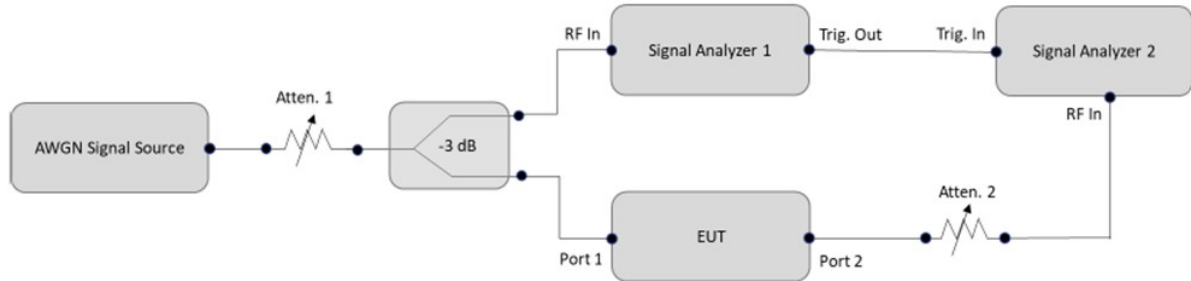 RF In
Signal Analyzer 1
Trig. Out
Trig. In
Signal Analyzer 2
RF In
Atten. 1
AWGN Signal Source
-3 dB
Atten. 2
EUT
Port 1
Port 2